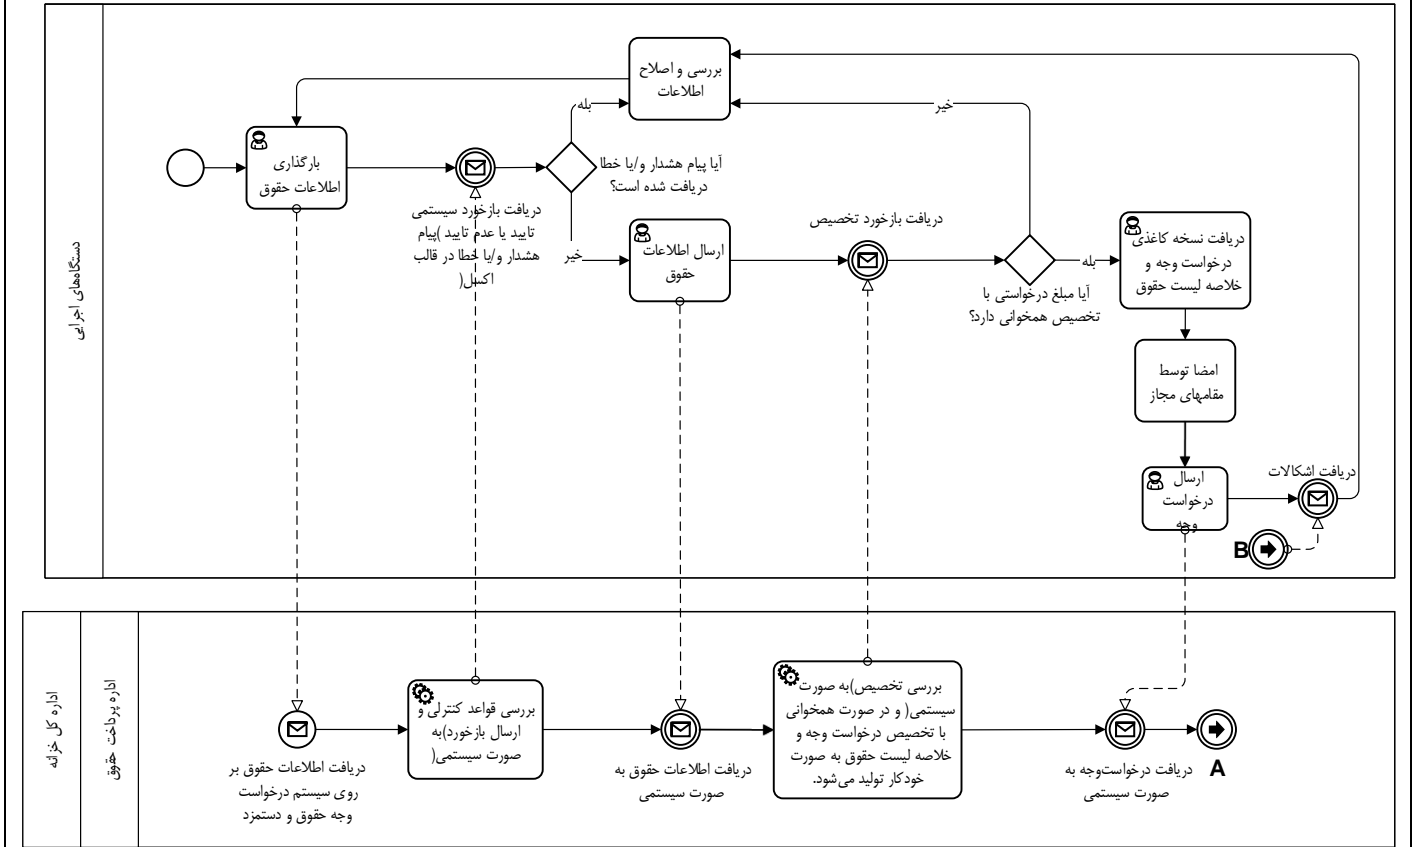 دستگاه‌های اجرایی
بررسی و اصلاح
اطلاعات
بله
خیر
بارگذاری
اطلاعات حقوق
آیا پیام هشدار و/یا خطا
دریافت شده است؟
دریافت بازخورد سیستمی
تایید یا عدم تایید )پیام
هشدار و/یا خطا در قالب
اکسل(
خیر
ارسال اطلاعات
حقوق
دریافت بازخورد تخصیص
آیا مبلغ درخواستی با
تخصیص همخوانی دارد؟
بله
دریافت نسخه کاغذی
درخواست وجه و
خلاصه لیست حقوق
امضا توسط
مقامهای مجاز
ارسال
درخواست
وجه
دریافت اشکالات
B
اداره کل خزانه
اداره پرداخت حقوق
دریافت اطلاعات حقوق بر
روی سیستم درخواست
وجه حقوق و دستمزد
بررسی قواعد کنترلی و
ارسال بازخورد)به
صورت سیستمی(
دریافت اطلاعات حقوق به
صورت سیستمی
بررسی تخصیص)به صورت
سیستمی( و در صورت همخوانی
با تخصیص درخواست وجه و
خلاصه لیست حقوق به صورت
خودکار تولید می‌شود.
دریافت درخواست‌وجه به
صورت سیستمی
A